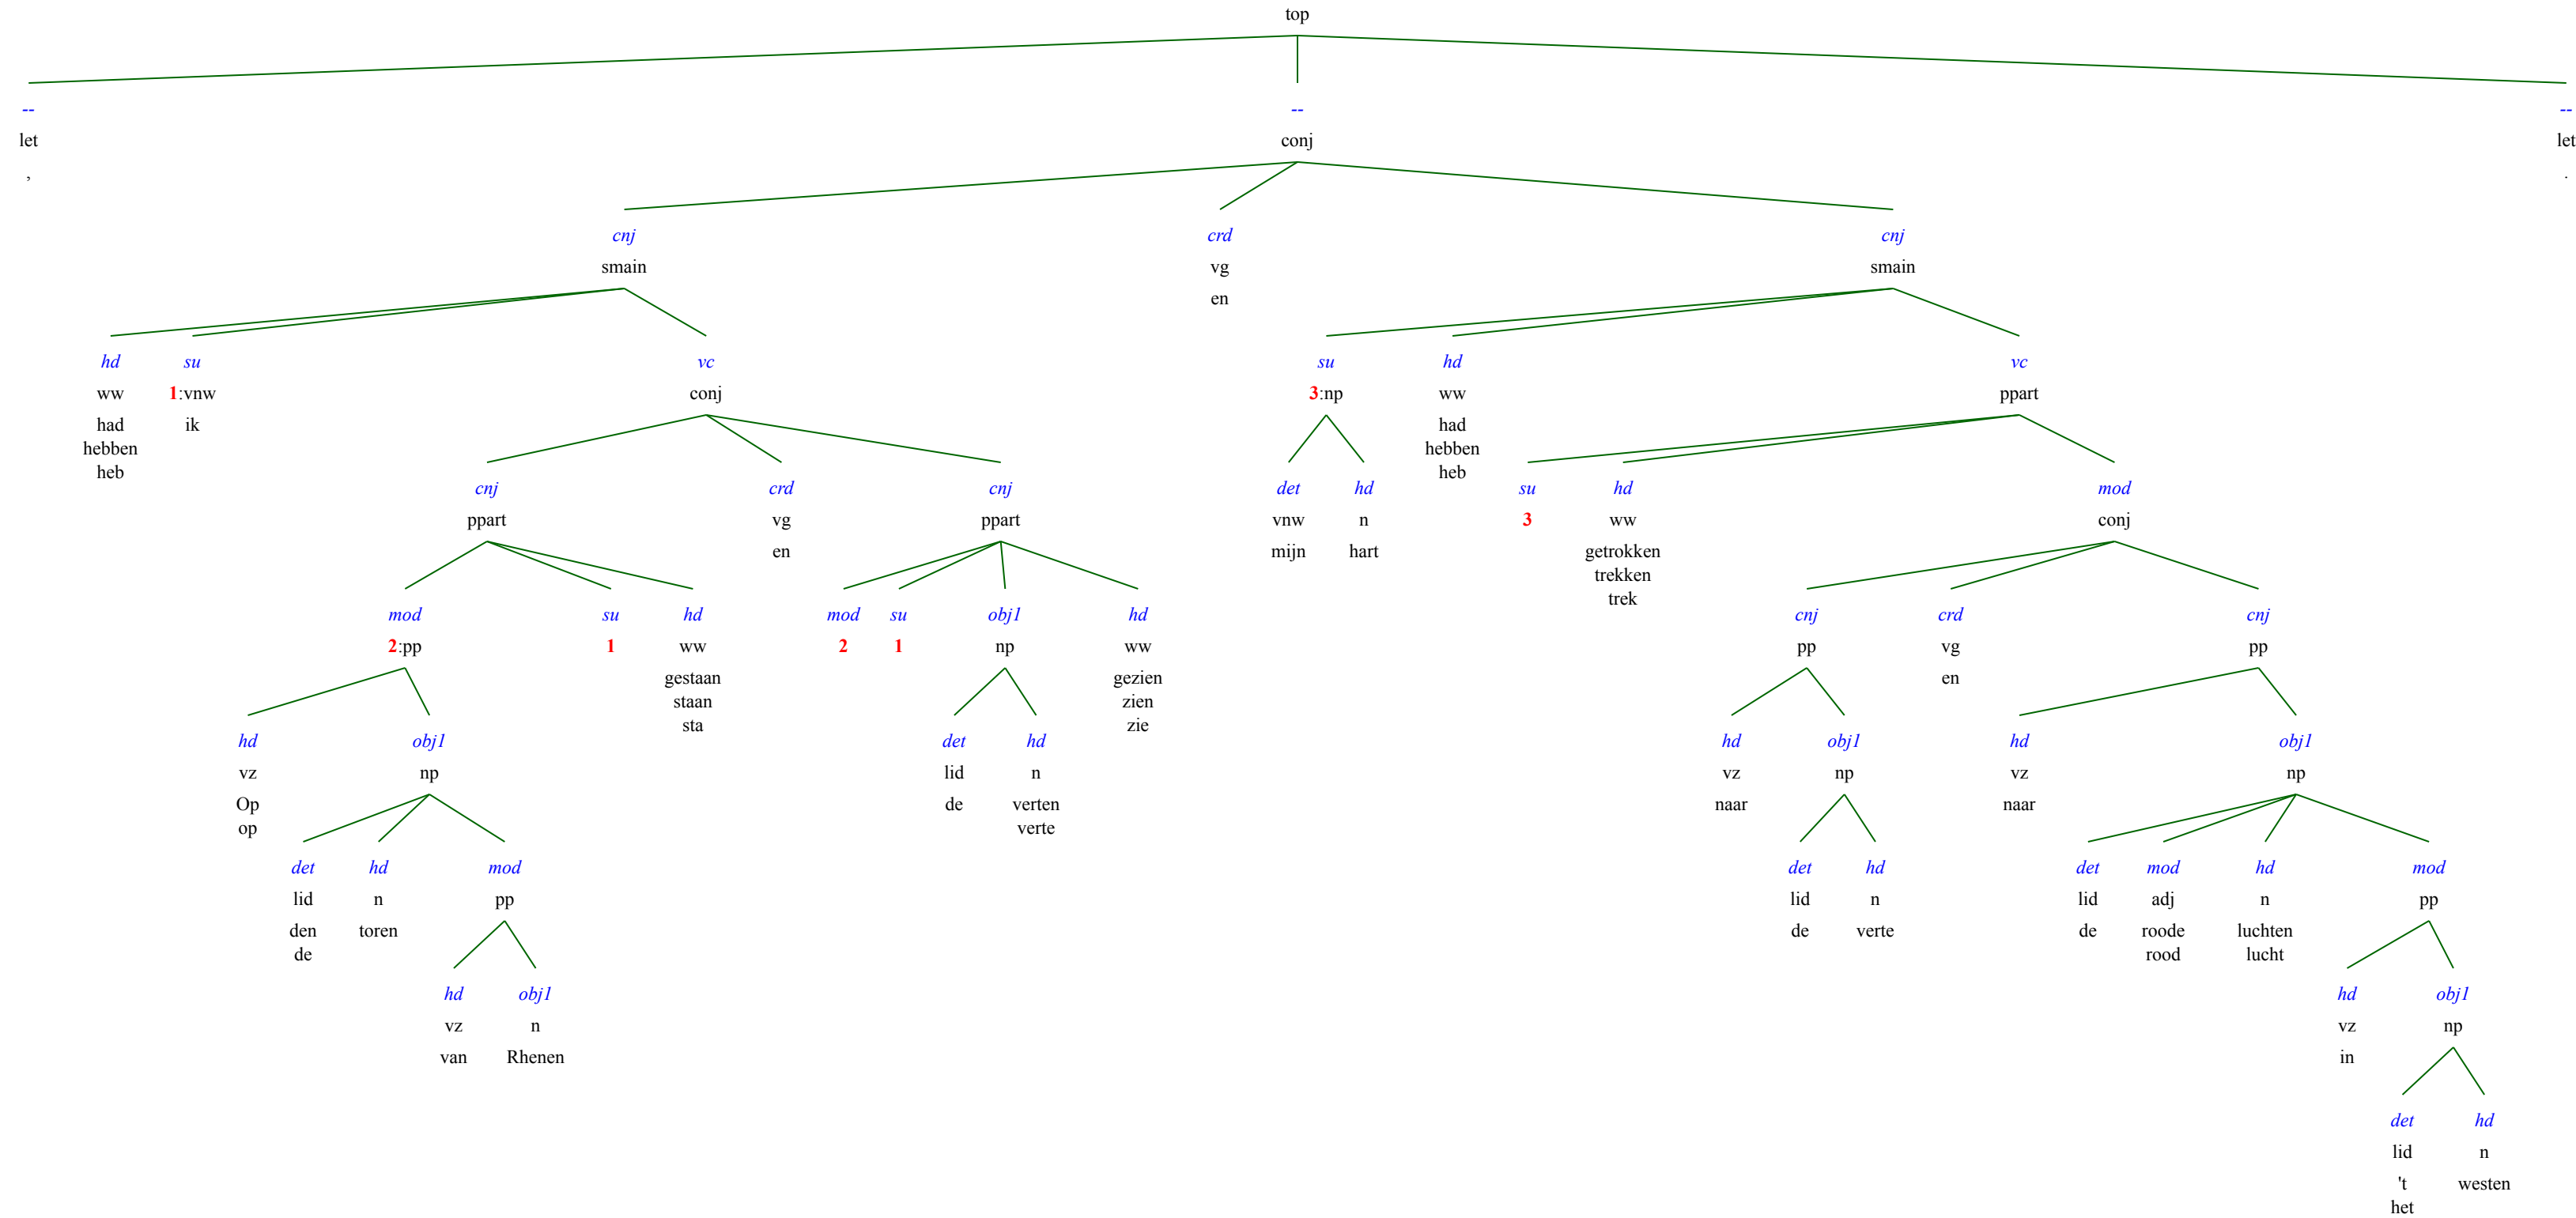 top
-- -- --
let conj let
, .
cnj crd cnj
smain vg smain
en
hd su vc su hd vc
ww 1:vnw conj 3:np ww ppart
had ik had
hebben hebben
heb heb
cnj crd cnj det hd su hd mod
ppart vg ppart vnw n 3 ww conj
en mijn hart getrokken
trekken
trek
mod su hd mod su obj1 hd cnj crd cnj
2:pp 1 ww 2 1 np ww pp vg pp
gestaan gezien en
staan zien
sta zie
hd obj1 det hd hd obj1 hd obj1
vz np lid n vz np vz np
Op de verten naar naar
op verte
det hd mod det hd det mod hd mod
lid n pp lid n lid adj n pp
den toren de verte de roode luchten
de rood lucht
hd obj1 hd obj1
vz n vz np
van Rhenen in
det hd
lid n
't westen
het